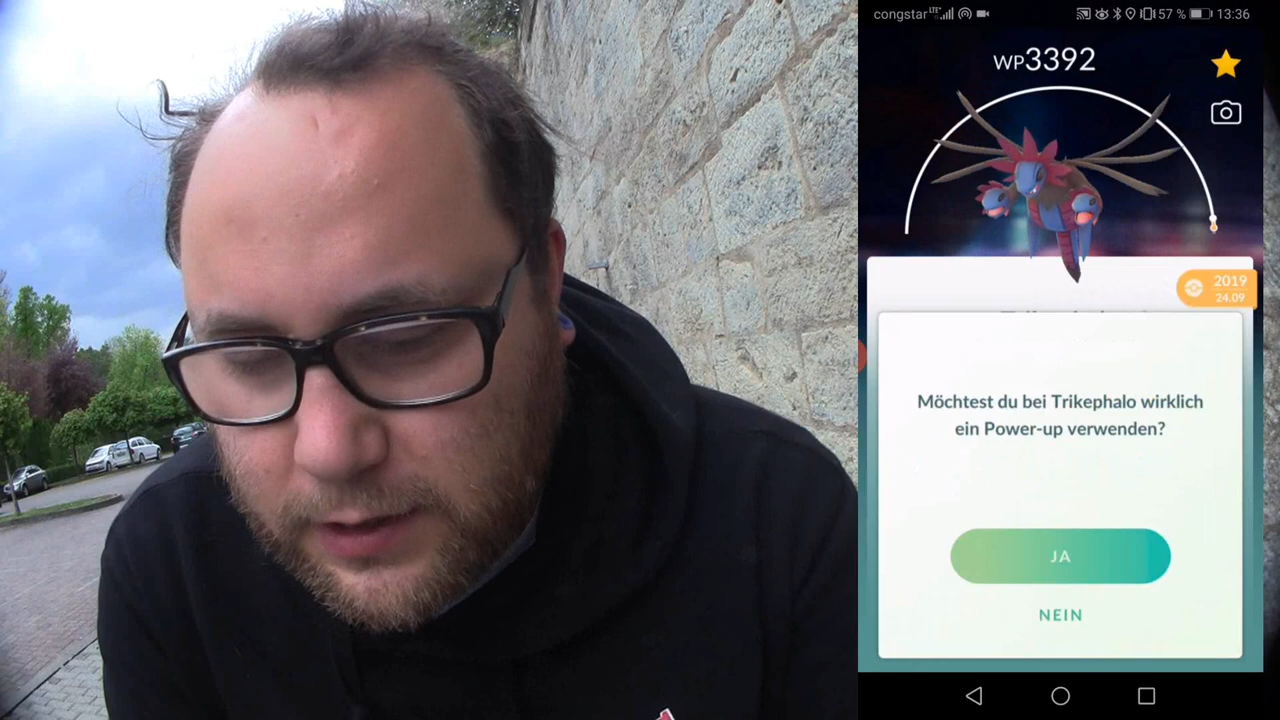 congstar LTE 57 % 13:36
WP3392
2019
24.09
Möchtest du bei Trikephalo wirklich
ein Power-up verwenden?
JA
NEIN